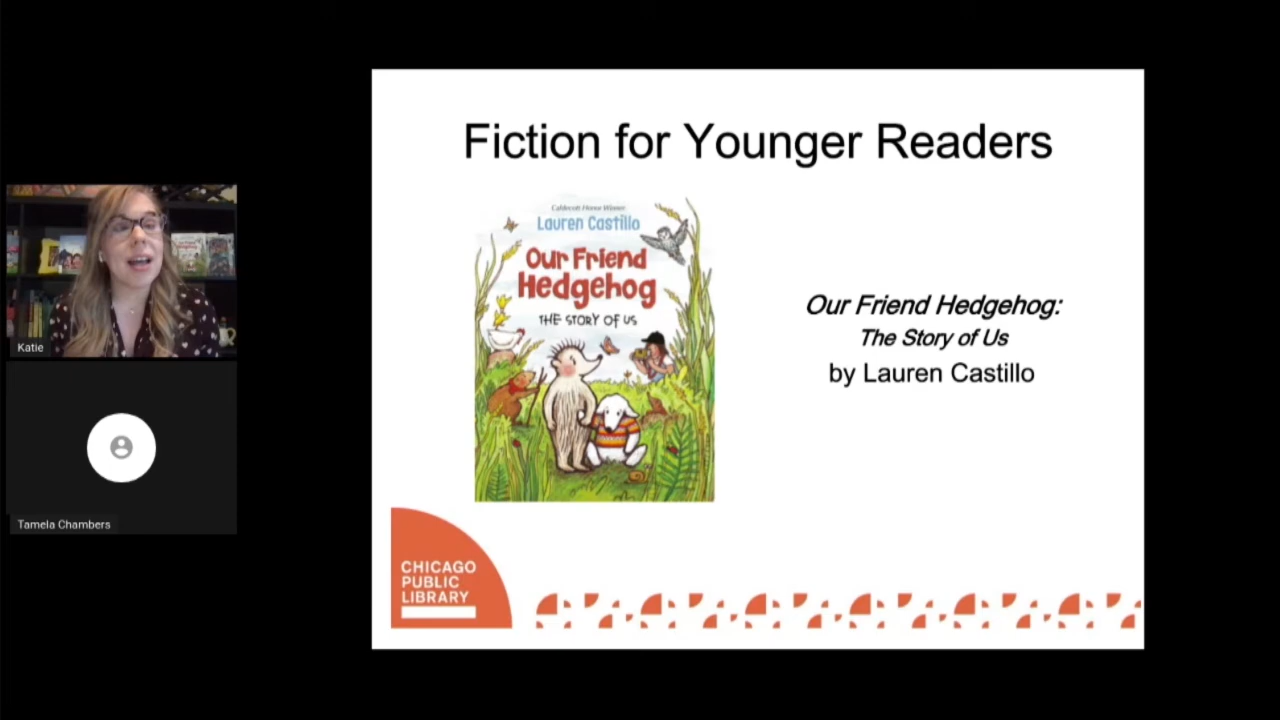 Fiction for Younger Readers
Caldecott Honor Winner
Lauren Castillo
Our Friend
Hedgehog
THE STORY OF US
Our Friend Hedgehog:
The Story of Us
by Lauren Castillo
Katie
Tamela Chambers
CHICAGO
PUBLIC
LIBRARY